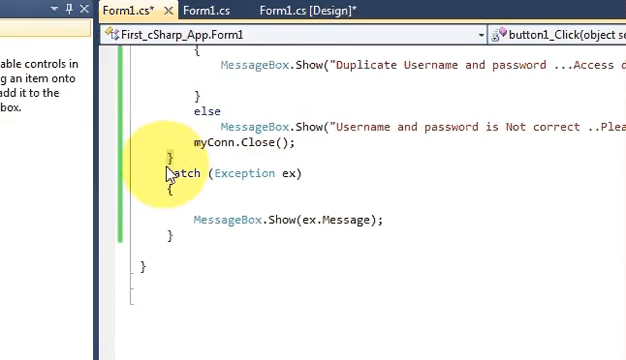 Form1.cs* Form1.cs Form1.cs [Design]*
First_cSharp_App.Form1 button1_Click(object
able controls in
ng an item onto
add it to the
box.
{
MessageBox.Show("Duplicate Username and password ...Access
}
else
MessageBox.Show("Username and password is Not correct ..Plea
myConn.Close();
}
catch (Exception ex)
{
MessageBox.Show(ex.Message);
}
}